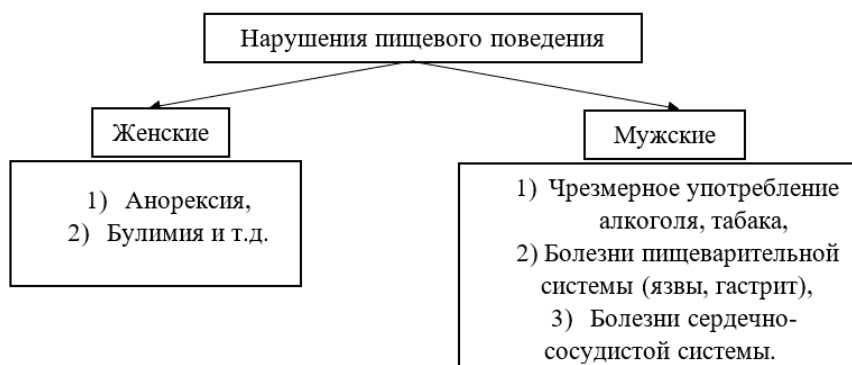 Нарушения пищевого поведения
Женские
1) Анорексия,
2) Булимия и т.д.
Мужские
1) Чрезмерное употребление
алкоголя, табака,
2) Болезни пищеварительной
системы (язвы, гастрит),
3) Болезни сердечно-
сосудистой системы.